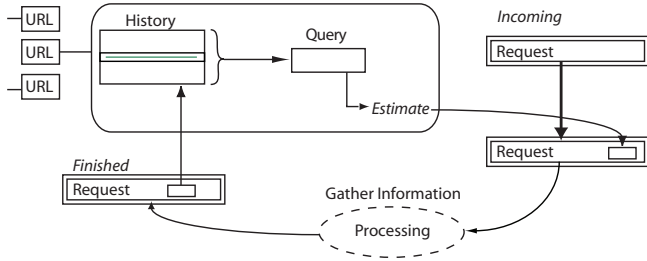 URL
History
Incoming
Query
Request
URL
URL
Estimate
Request
Finished
Request
Gather Information
Processing